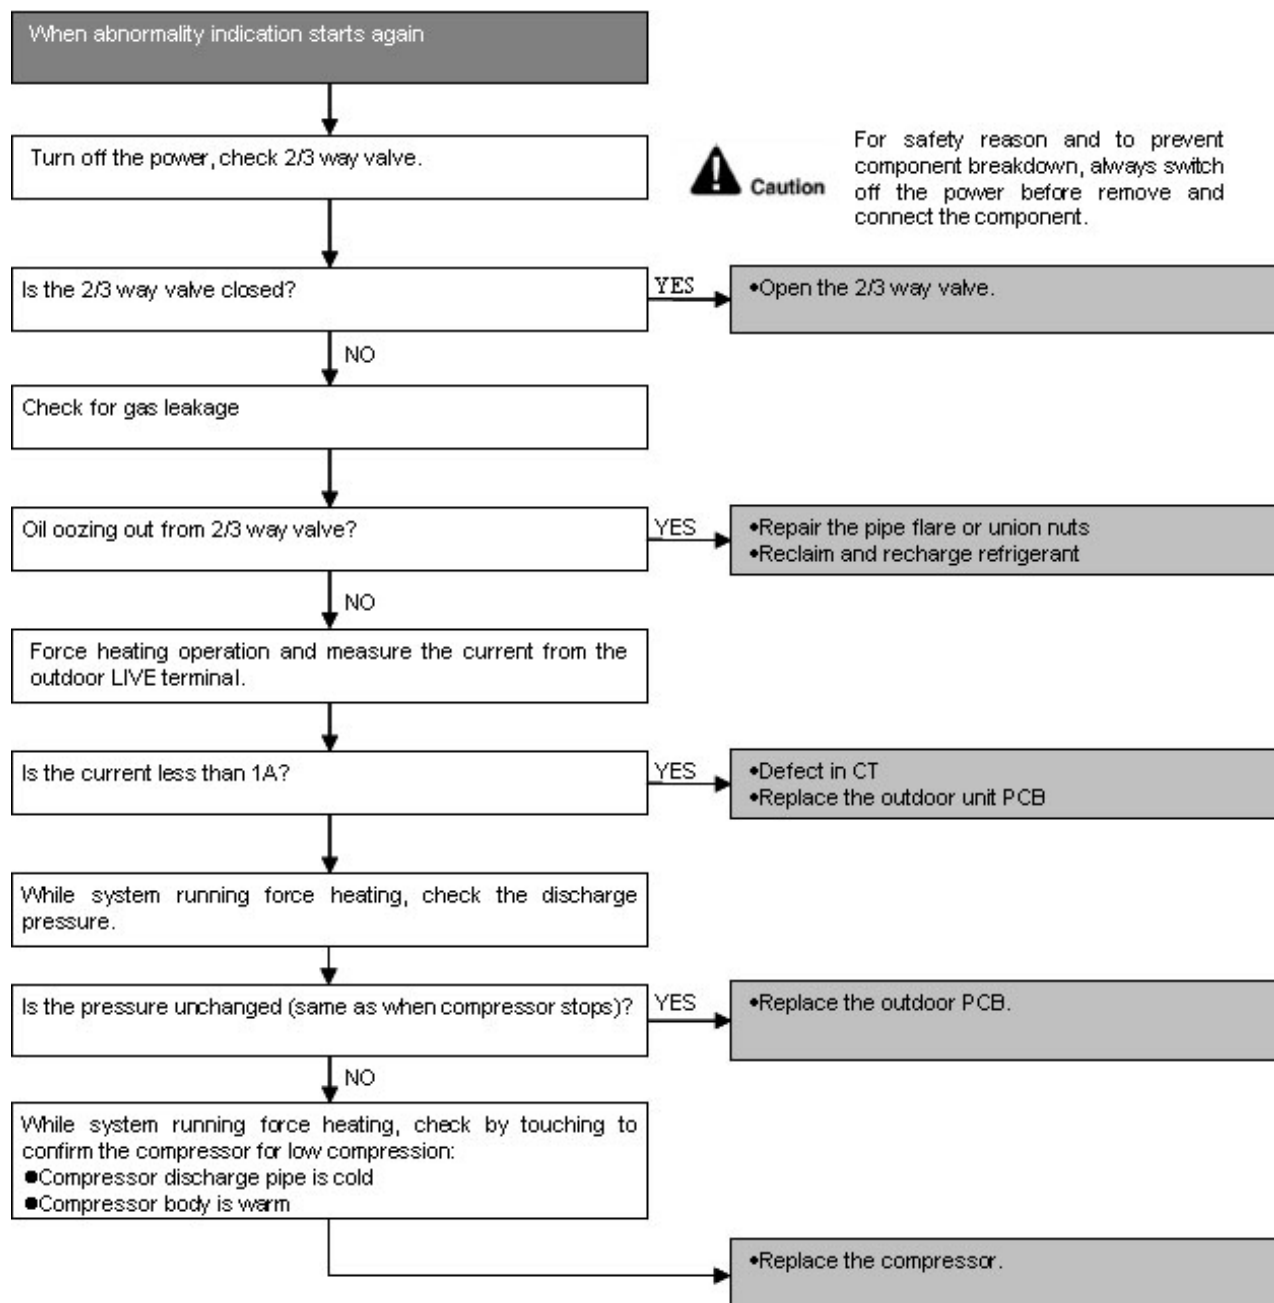 When abnormality indication starts again
Turn off the power, check 2/3 way valve.
Caution
For safety reason and to prevent
component breakdown, always switch
off the power before remove and
connect the component.
Is the 2/3 way valve closed?
YES
•Open the 2/3 way valve.
NO
Check for gas leakage
Oil oozing out from 2/3 way valve?
YES
•Repair the pipe flare or union nuts
•Reclaim and recharge refrigerant
NO
Force heating operation and measure the current from the
outdoor LIVE terminal.
Is the current less than 1A?
YES
•Defect in CT
•Replace the outdoor unit PCB
While system running force heating, check the discharge
pressure.
Is the pressure unchanged (same as when compressor stops)?
YES
•Replace the outdoor PCB.
NO
While system running force heating, check by touching to
confirm the compressor for low compression:
●Compressor discharge pipe is cold
●Compressor body is warm
•Replace the compressor.